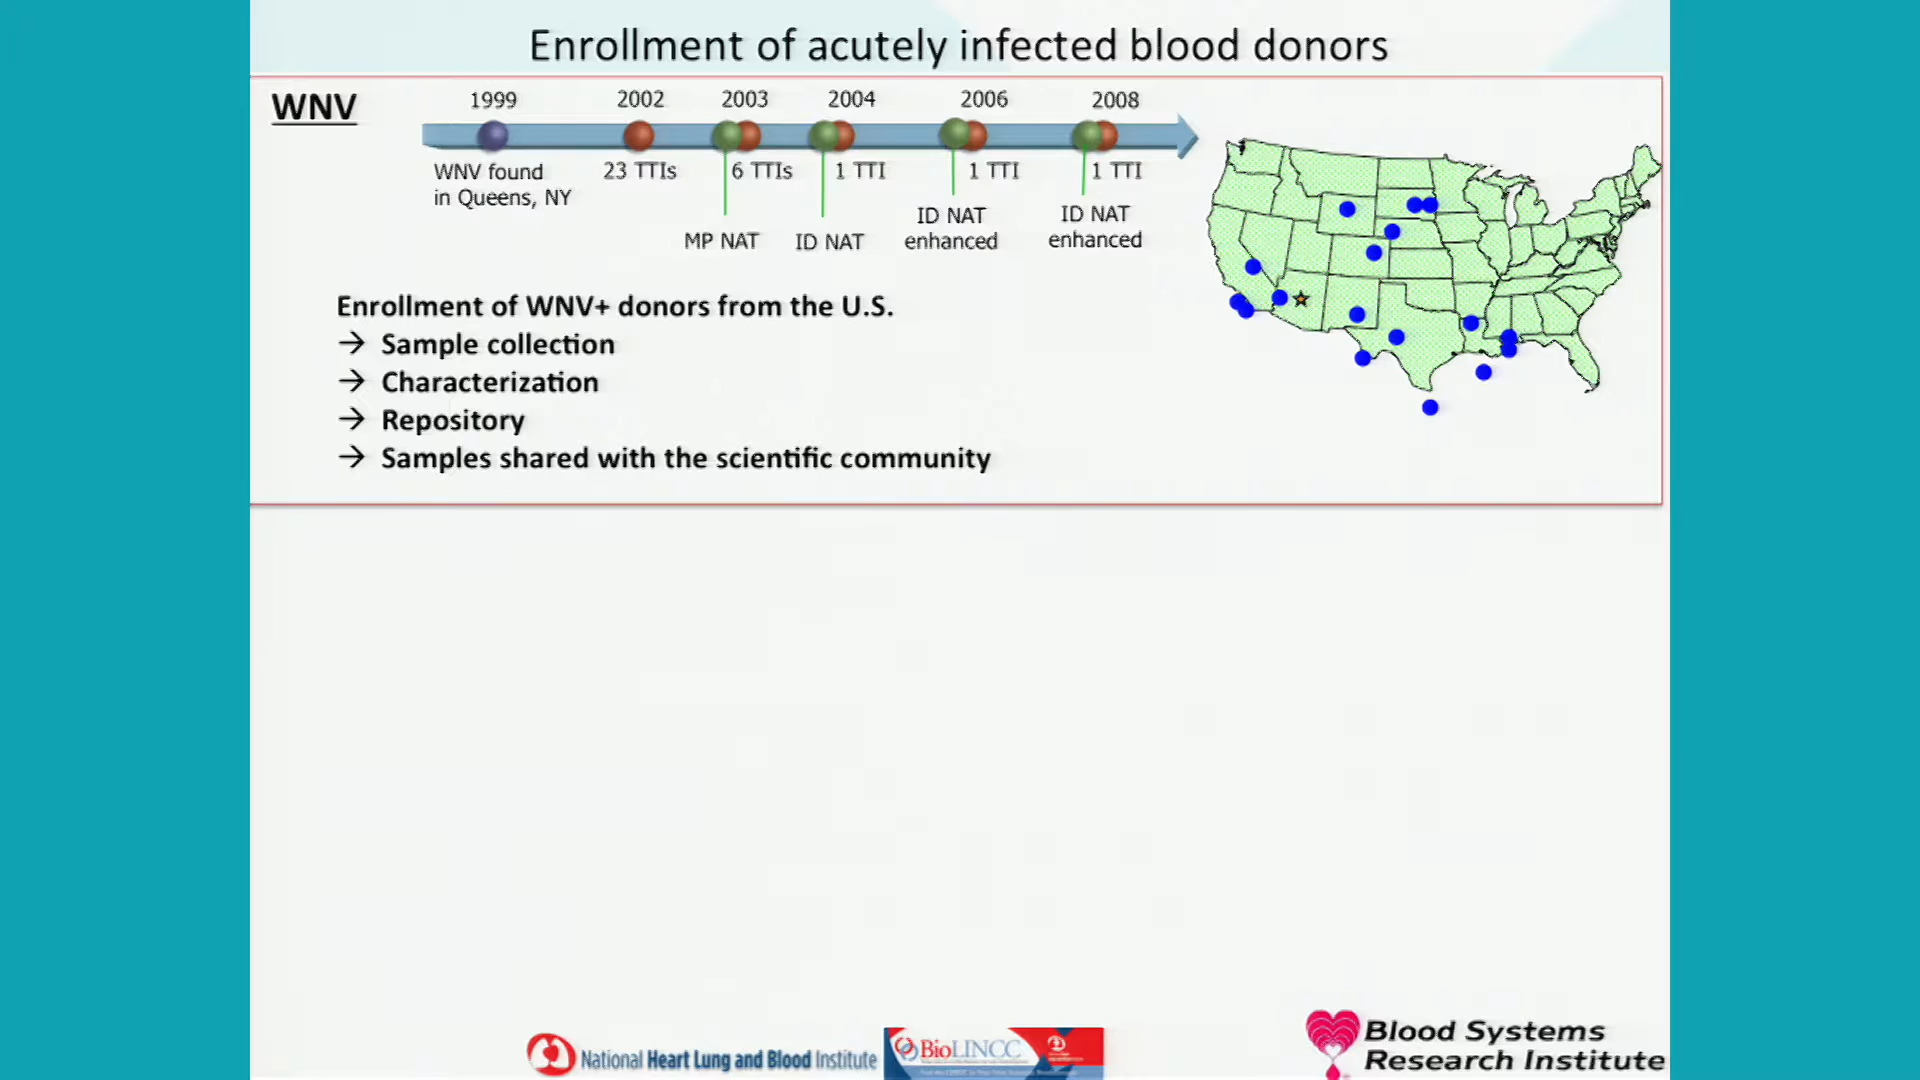 Enrollment of acutely infected blood donors
WNV
1999 2002 2003 2004 2006 2008
WNV found
in Queens, NY
23 TTIs 6 TTIs 1 TTI 1 TTI 1 TTI
MP NAT ID NAT
ID NAT
enhanced
ID NAT
enhanced
Enrollment of WNV+ donors from the U.S.
→ Sample collection
→ Characterization
→ Repository
→ Samples shared with the scientific community
National Heart Lung and Blood Institute
BioLINCC
Blood Systems
Research Institute